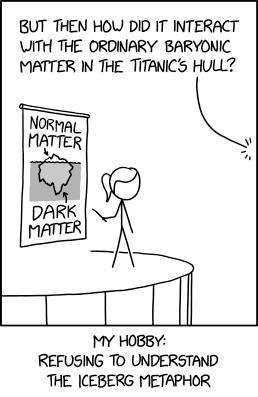 BUT THEN HOW DID IT INTERACT
WITH THE ORDINARY BARYONIC
MATTER IN THE TITANIC'S HULL?
NORMAL
MATTER
DARK
MATTER
MY HOBBY:
REFUSING TO UNDERSTAND
THE ICEBERG METAPHOR